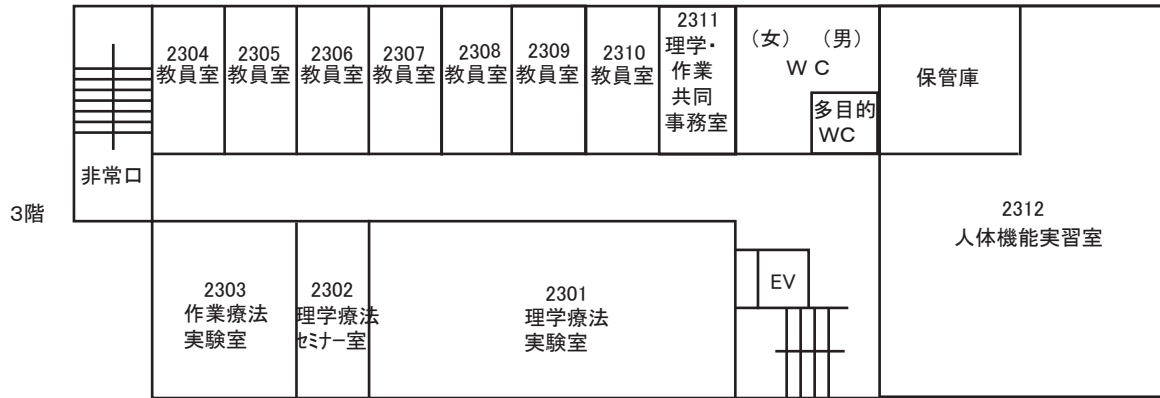 2304
教員室
2305
教員室
2306
教員室
2307
教員室
2308
教員室
2309
教員室
2310
教員室
2311
理学・
作業
共同
事務室
（女）　（男）
ＷＣ
多目的
WC
保管庫
非常口
３階
2312
人体機能実習室
2303
作業療法
実験室
2302
理学療法
ｾﾐﾅｰ室
2301
理学療法
実験室
EV